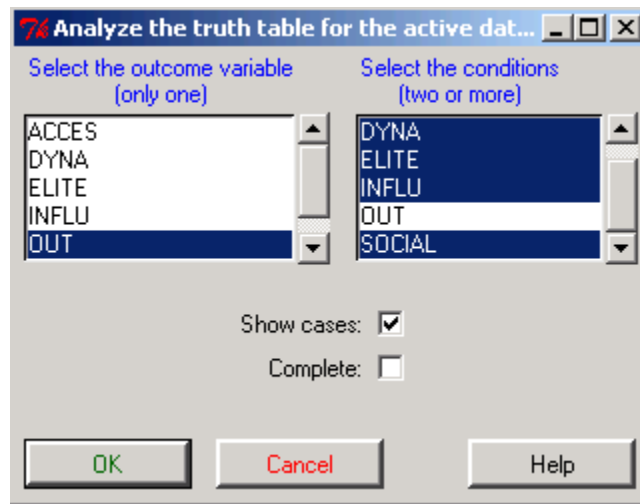 Analyze the truth table for the active dat...
Select the outcome variable
(only one)
Select the conditions
(two or more)
ACCES
DYNA
ELITE
INFLU
OUT
DYNA
ELITE
INFLU
OUT
SOCIAL
Show cases:
Complete:
OK
Cancel
Help